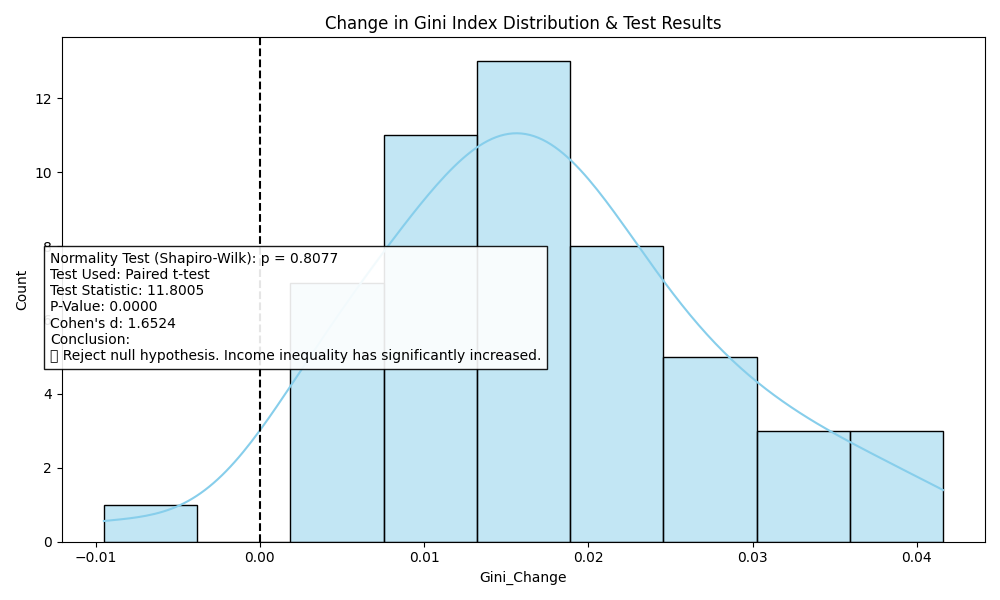 Change in Gini Index Distribution & Test Results
12
10
8
4
2
0
Count
Normality Test (Shapiro-Wilk): p = 0.8077
Test Used: Paired t-test
Test Statistic: 11.8005
P-Value: 0.0000
Cohen's d: 1.6524
Conclusion:
Reject null hypothesis. Income inequality has significantly increased.
−0.01 0.00 0.01 0.02 0.03 0.04
Gini_Change